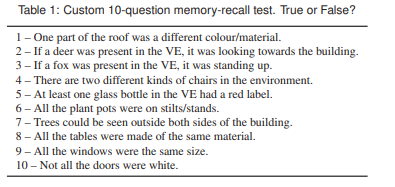 Table 1: Custom 10-question memory-recall test. True or False?
1 – One part of the roof was a different colour/material.
2 – If a deer was present in the VE, it was looking towards the building.
3 – If a fox was present in the VE, it was standing up.
4 – There are two different kinds of chairs in the environment.
5 – At least one glass bottle in the VE had a red label.
6 – All the plant pots were on stilts/stands.
7 – Trees could be seen outside both sides of the building.
8 – All the tables were made of the same material.
9 – All the windows were the same size.
10 – Not all the doors were white.